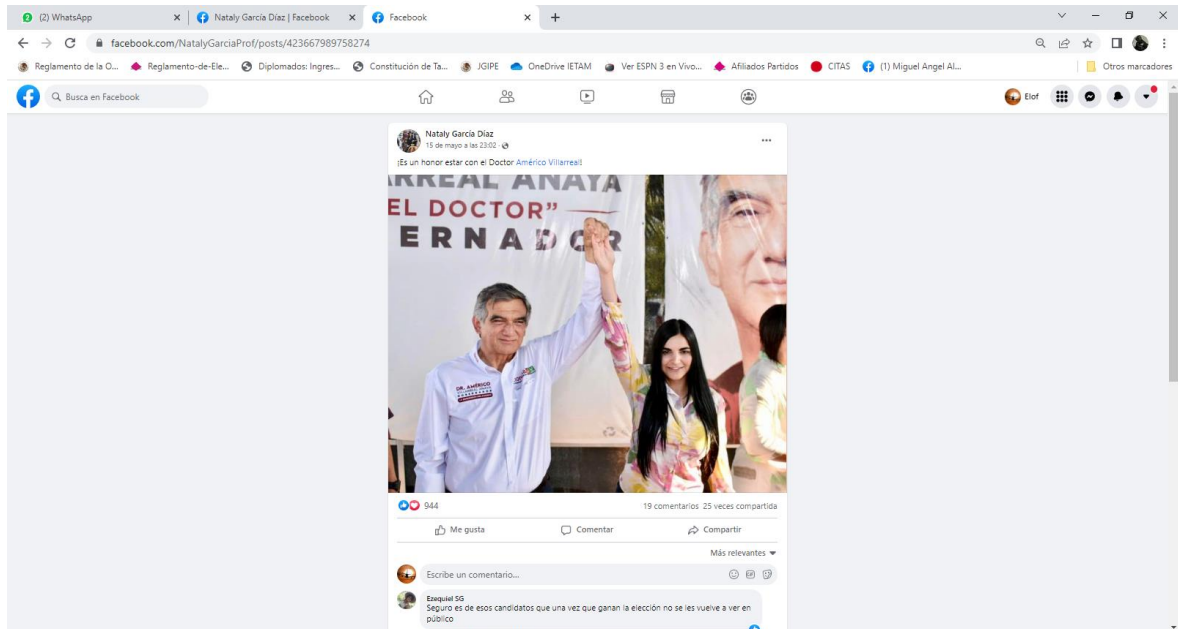 (2) WhatsApp
Nataly García Díaz | Facebook
Facebook
facebook.com/NatalyGarciaProf/posts/423667989758274
Reglamento de la O...
Reglamento-de-Ele...
Diplomados: Ingres...
Constitución de Ta...
JGIPE
OneDrive IETAM
Ver ESPN 3 en Vivo...
Afiliados Partidos
CITAS
(1) Miguel Angel Al...
Otros marcadores
Busca en Facebook
Elof
Nataly García Díaz
15 de mayo a las 23:02
¡Es un honor estar con el Doctor Américo Villarreal!
ARREAL ANAYA
EL DOCTOR”
ERNADOR
DR. AMÉRICO
944
19 comentarios 25 veces compartida
Me gusta
Comentar
Compartir
Más relevantes
Escribe un comentario...
GIF
Ezequiel SG
Seguro es de esos candidatos que una vez que ganan la elección no se les vuelve a ver en
público